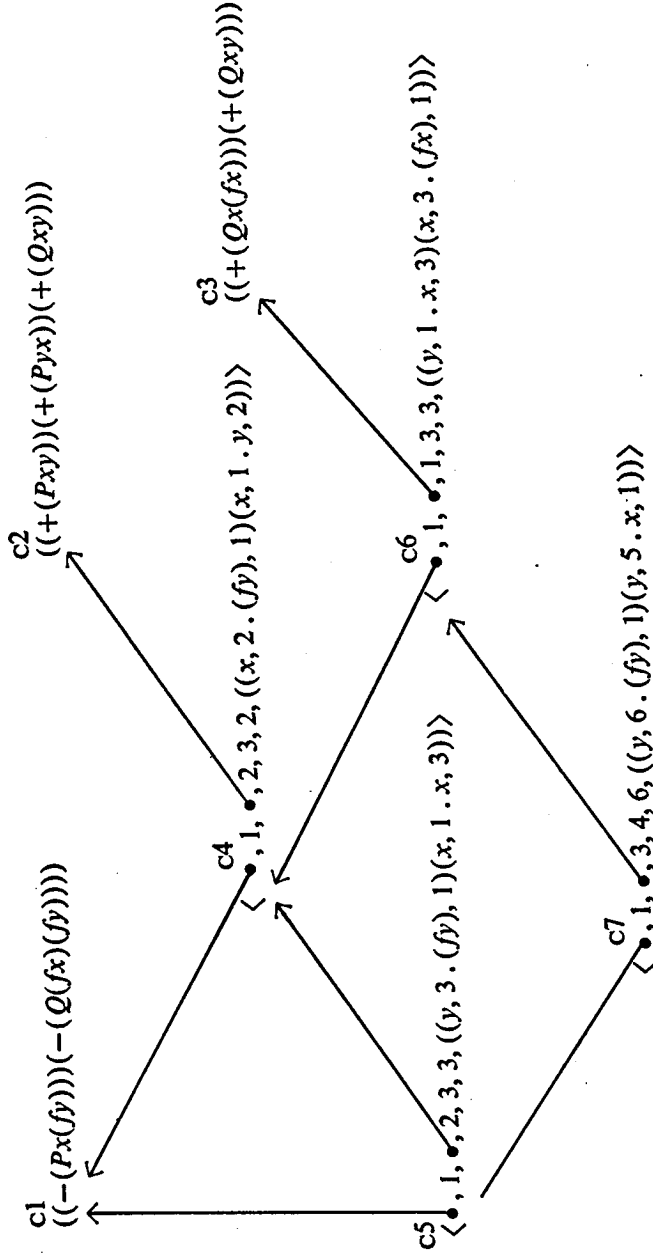 c1
((−(Px(fy)))(−(Q(fx)(fy))))
c2
((+(Pxy))(+(Pyx))(+(Qxy)))
c3
((+(Qx(fx)))(+(Qxy)))
c4
⟨ , 1, , 2, 3, 2, ((x, 2 . (fy), 1)(x, 1 . y, 2))⟩
c5
⟨ , 1, , 2, 3, 3, ((y, 3 . (fy), 1)(x, 1 . x, 3))⟩
c6
⟨ , 1, , 1, 3, 3, ((y, 1 . x, 3)(x, 3 . (fx), 1))⟩
c7
⟨ , 1, , 3, 4, 6, ((y, 6 . (fy), 1)(y, 5 . x, 1))⟩